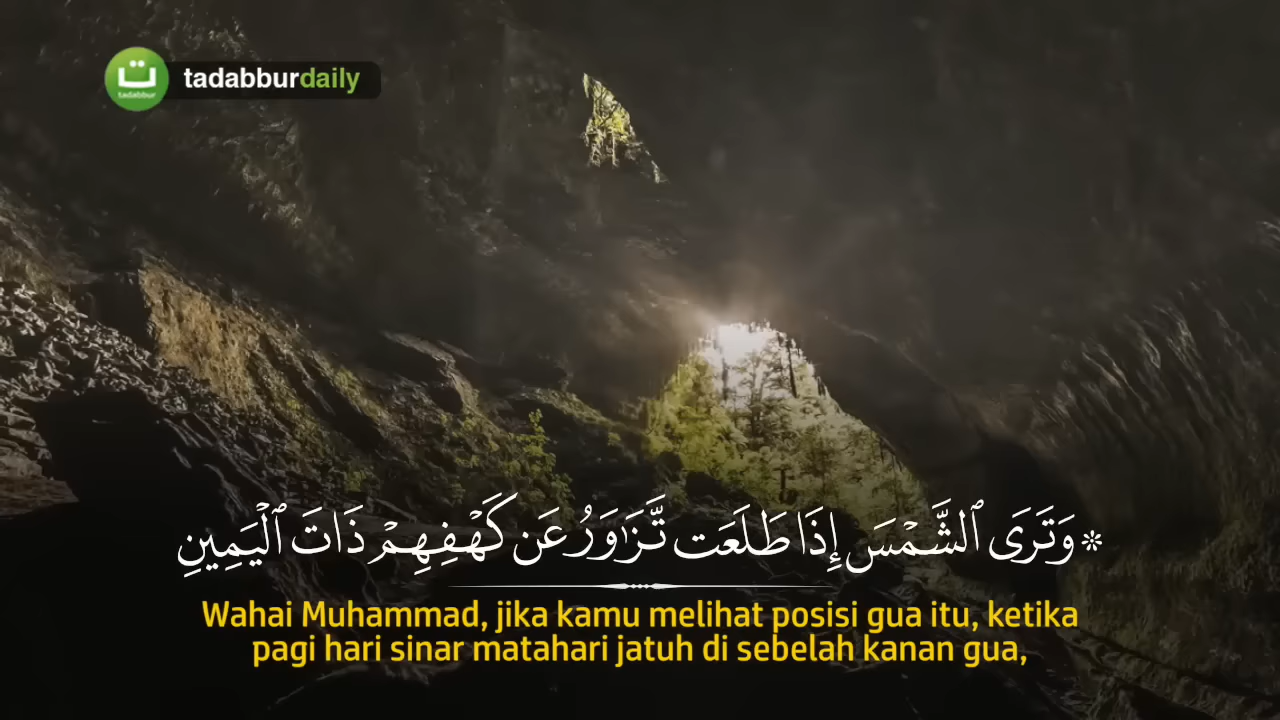 ت
tadabbur
tadabburdaily
۞ وَتَرَى ٱلشَّمْسَ إِذَا طَلَعَت تَّزَٰوَرُ عَن كَهْفِهِمْ ذَاتَ ٱلْيَمِينِ
Wahai Muhammad, jika kamu melihat posisi gua itu, ketika
pagi hari sinar matahari jatuh di sebelah kanan gua,